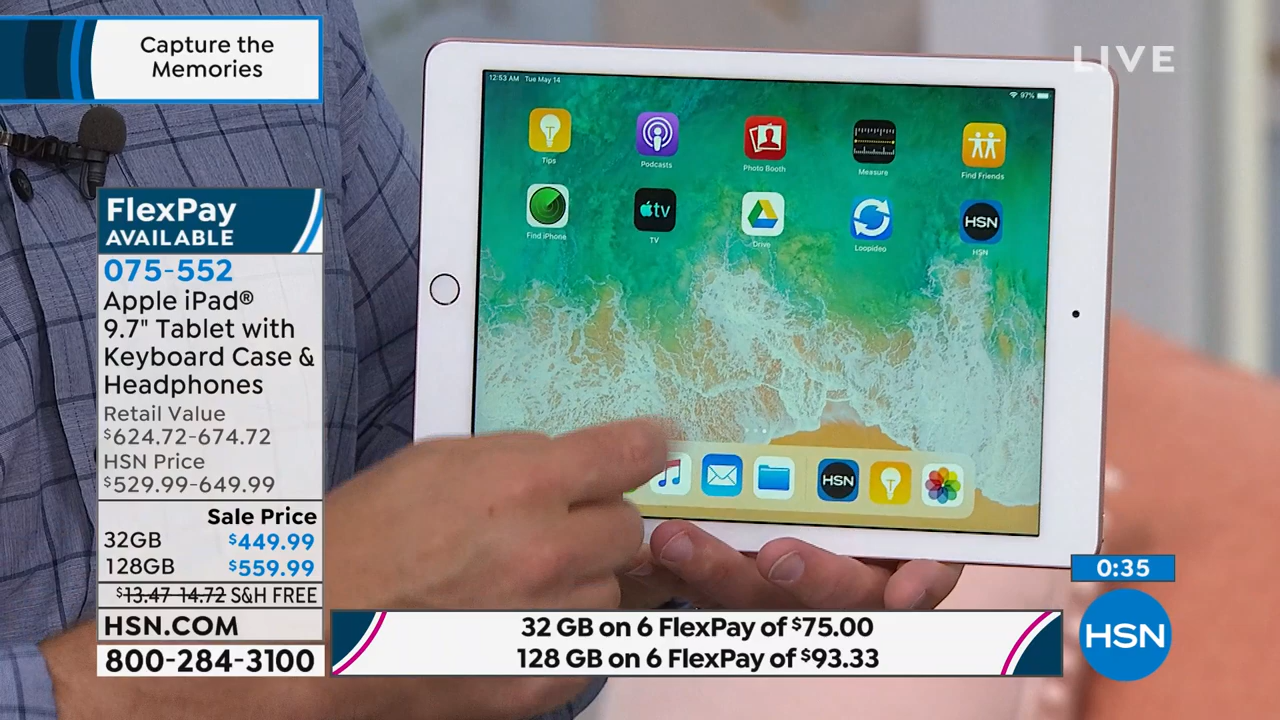 Capture the
Memories
LIVE
FlexPay
AVAILABLE
075-552
Apple iPad®
9.7" Tablet with
Keyboard Case &
Headphones
Retail Value
$624.72-674.72
HSN Price
$529.99-649.99
Sale Price
32GB $449.99
128GB $559.99
$13.47-14.72 S&H FREE
HSN.COM
800-284-3100
12:53 AM Tue May 14
97%
Tips
Podcasts
Photo Booth
Measure
Find Friends
Find iPhone
tv
TV
Drive
Loopideo
HSN
HSN
HSN
0:35
HSN
32 GB on 6 FlexPay of $75.00
128 GB on 6 FlexPay of $93.33